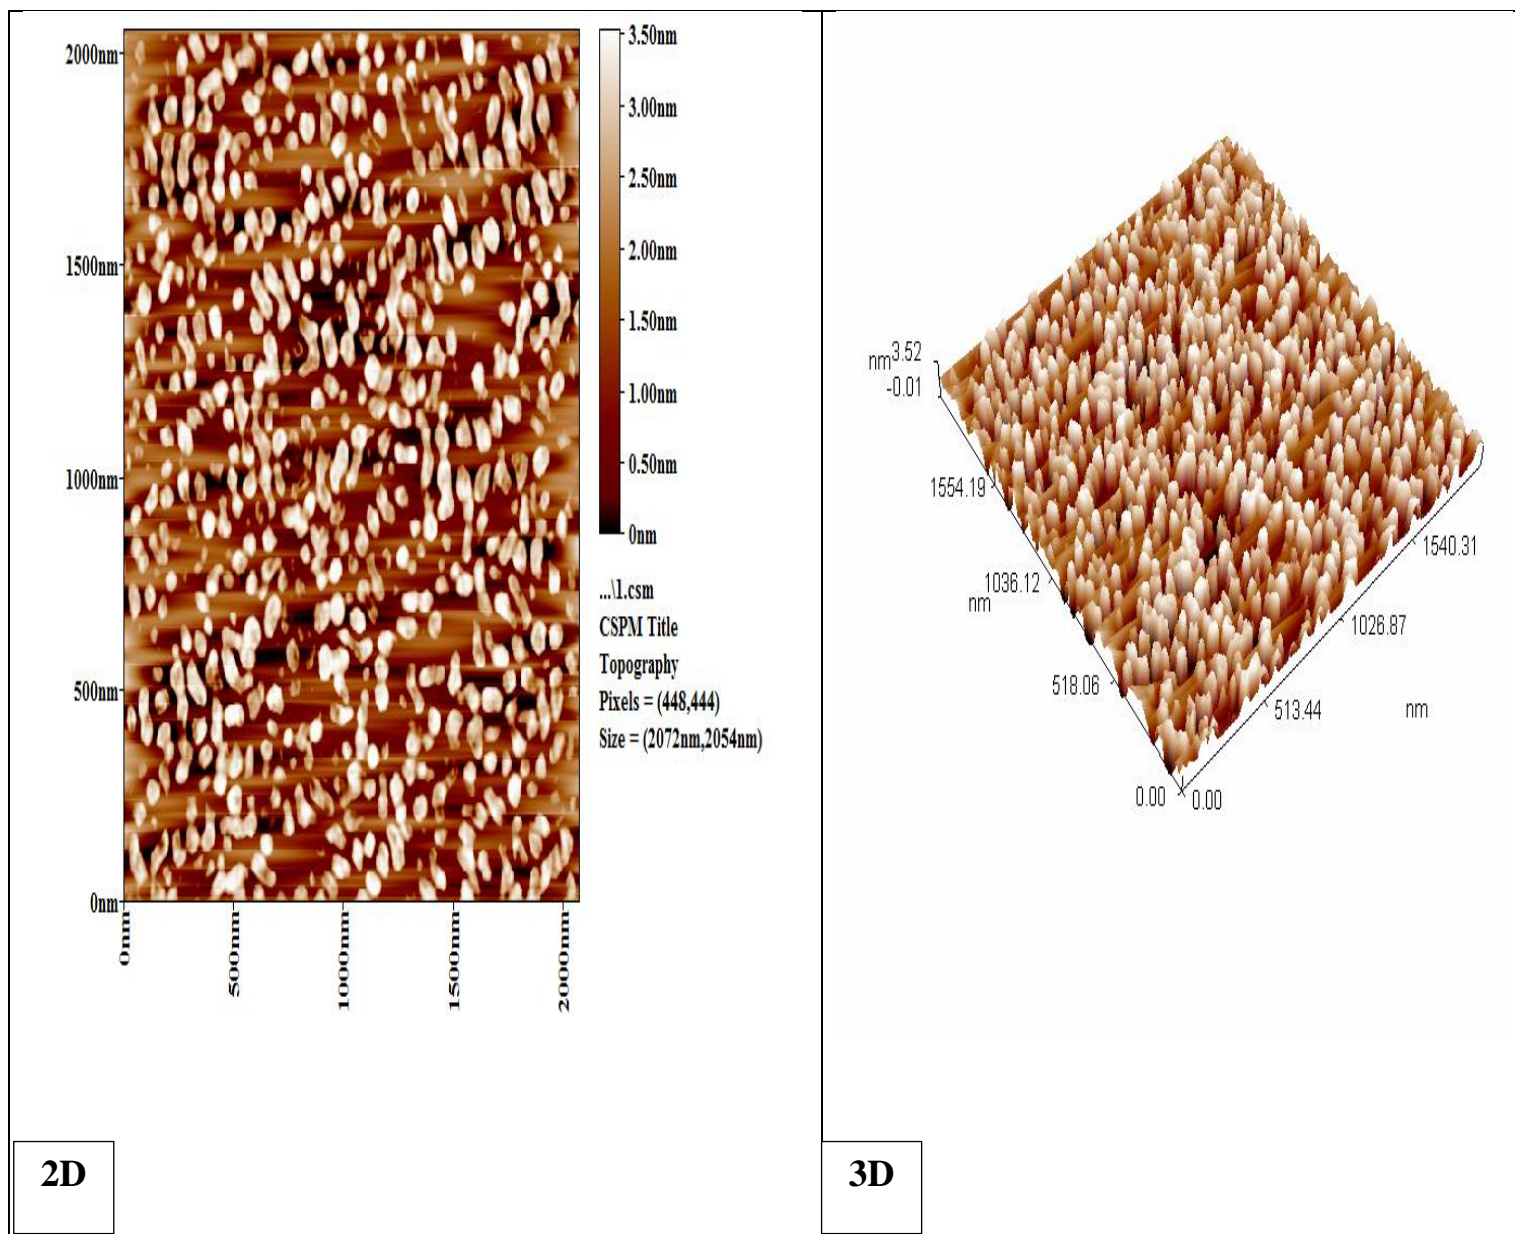 2000nm
1500nm
1000nm
500nm
0nm
0nm
500nm
1000nm
1500nm
2000nm
3.50nm
3.00nm
2.50nm
2.00nm
1.50nm
1.00nm
0.50nm
0nm
...\1.csm
CSPM Title
Topography
Pixels = (448,444)
Size = (2072nm,2054nm)
2D
nm 3.52
-0.01
1554.19
1036.12
nm
518.06
0.00
0.00
513.44
nm
1026.87
1540.31
3D